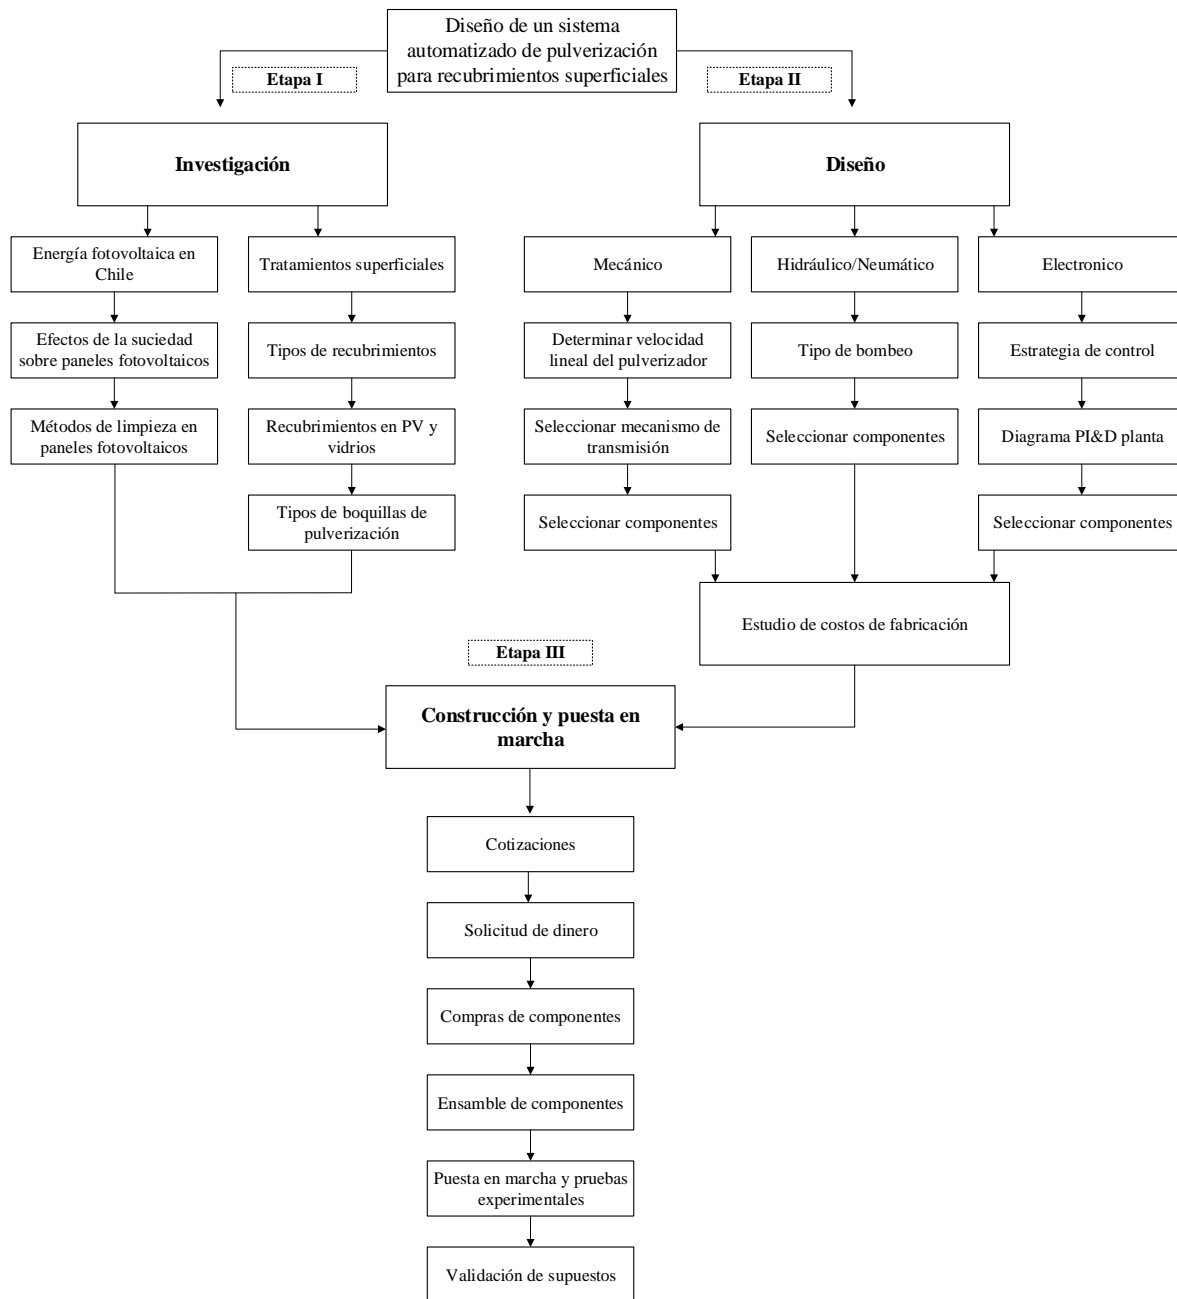 Diseño de un sistema
automatizado de pulverización
para recubrimientos superficiales
Etapa I
Etapa II
Investigación
Diseño
Energía fotovoltaica en
Chile
Tratamientos superficiales
Mecánico
Hidráulico/Neumático
Electronico
Efectos de la suciedad
sobre paneles fotovoltaicos
Tipos de recubrimientos
Determinar velocidad
lineal del pulverizador
Tipo de bombeo
Estrategia de control
Métodos de limpieza en
paneles fotovoltaicos
Recubrimientos en PV y
vidrios
Seleccionar mecanismo de
transmisión
Seleccionar componentes
Diagrama PI&D planta
Tipos de boquillas de
pulverización
Seleccionar componentes
Seleccionar componentes
Estudio de costos de fabricación
Etapa III
Construcción y puesta en
marcha
Cotizaciones
Solicitud de dinero
Compras de componentes
Ensamble de componentes
Puesta en marcha y pruebas
experimentales
Validación de supuestos